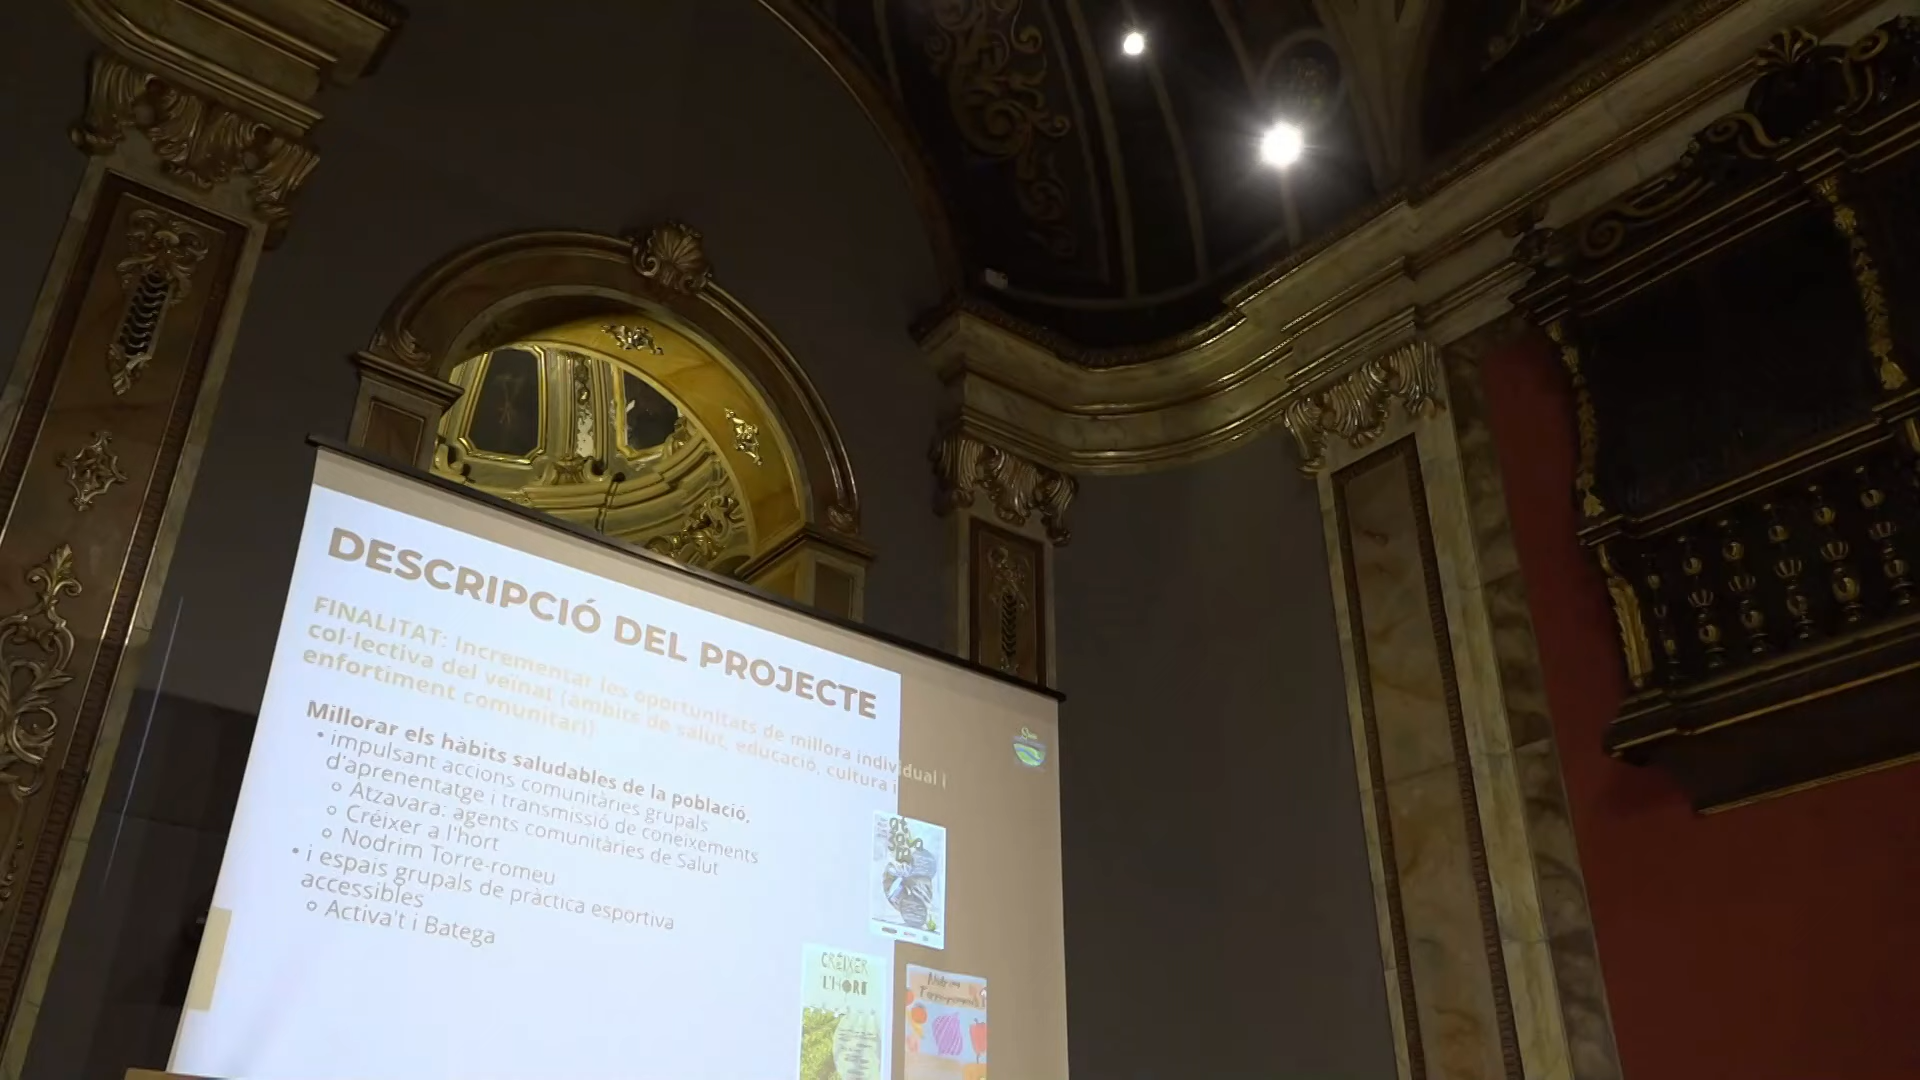 DESCRIPCIÓ DEL PROJECTE
FINALITAT: Incrementar les oportunitats de millora individual i
col·lectiva del veïnat (àmbits de salut, educació, cultura i
enfortiment comunitari)
Millorar els hàbits saludables de la població.
• impulsant accions comunitàries grupals
d'aprenentatge i transmissió de coneixements
o Atzavara: agents comunitàries de Salut
o Créixer a l'hort
o Nodrim Torre-romeu
• i espais grupals de pràctica esportiva
accessibles
o Activa't i Batega
CRÉIXER
L'HORT